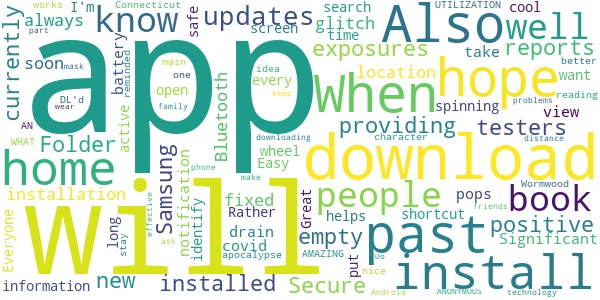 currently
I'm
Connecticut
always
know
safe
updates
glitch
search
screen
time
cool
UTILIZATION
Also
well
works
part
soon
mask
DL'd
wear
AN
WHAT
Folder
battery
reminded
active
app
main
one
open
idea
every
family
keep
when
Bluetooth
exposures
take
reports
location
want
better
hope
reading
spinning
view
problems
providing
testers
character
distance
home
Samsung
notification
downloading
wheel
Easy
phone
make
download
Wormwood
installation
Everyone
will
long
stay
effective
fixed
identify
drain
Rather
covid
apocalypse
ask
Great
helps
people
shortcut
pops
book
friends
empty
AMAZING
put
nice
past
positive
Significant
Do
information
new
installed
Secure
Android
install
ANONYMOUS
technology